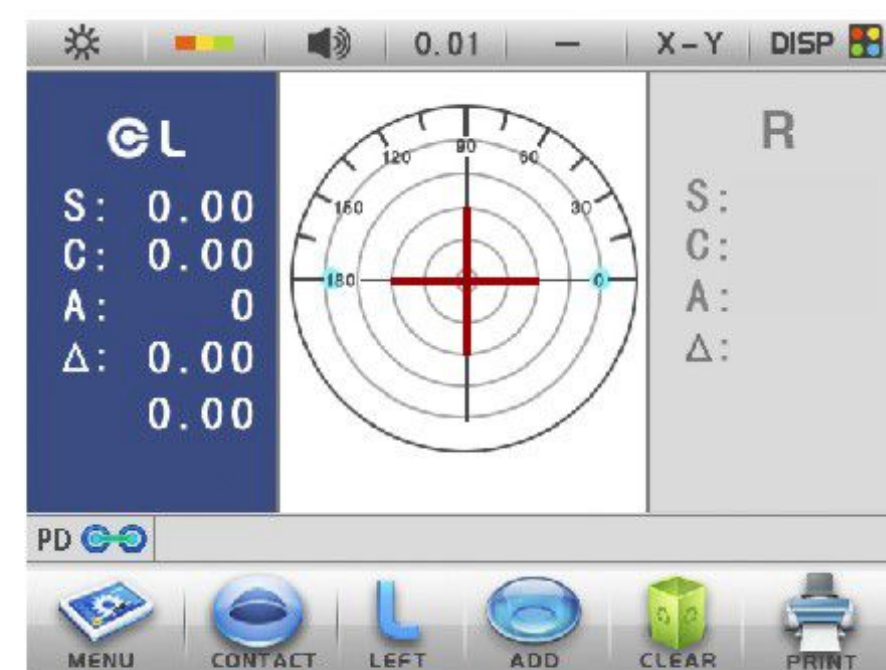 0.01 — X-Y DISP
L
S: 0.00
C: 0.00
A: 0
Δ: 0.00
0.00
120 90 60
150 30
180 0
R
S:
C:
A:
Δ:
PD
MENU CONTACT LEFT ADD CLEAR PRINT